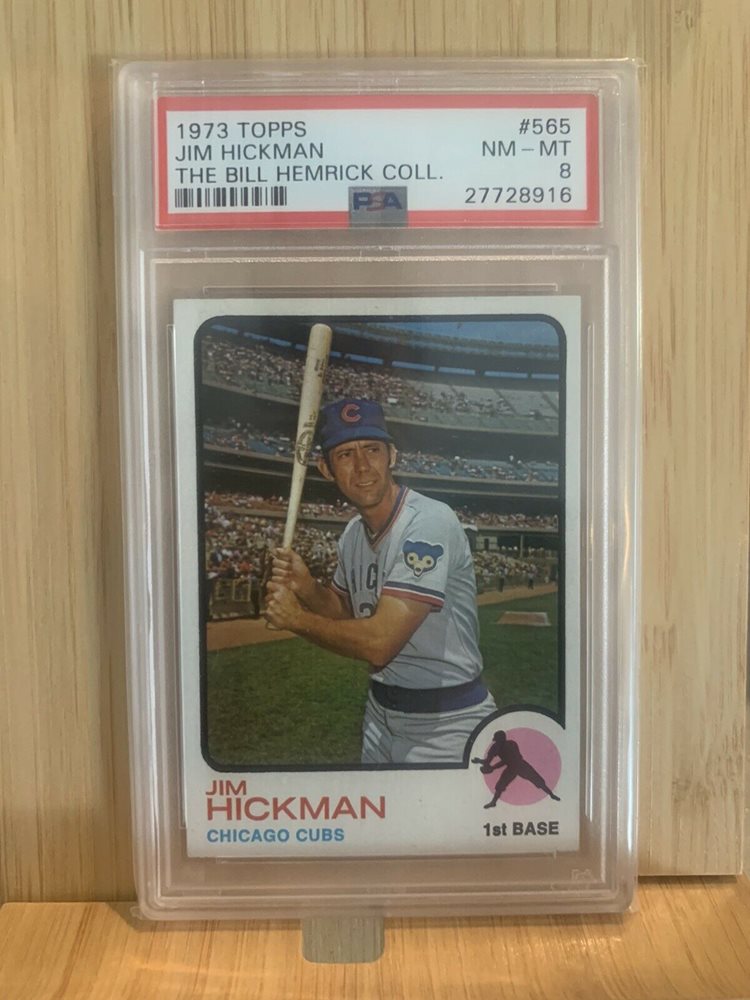 1973 TOPPS #565
JIM HICKMAN NM - MT
THE BILL HEMRICK COLL. 8
PSA 27728916
C
IC
JIM
HICKMAN
CHICAGO CUBS
1st BASE